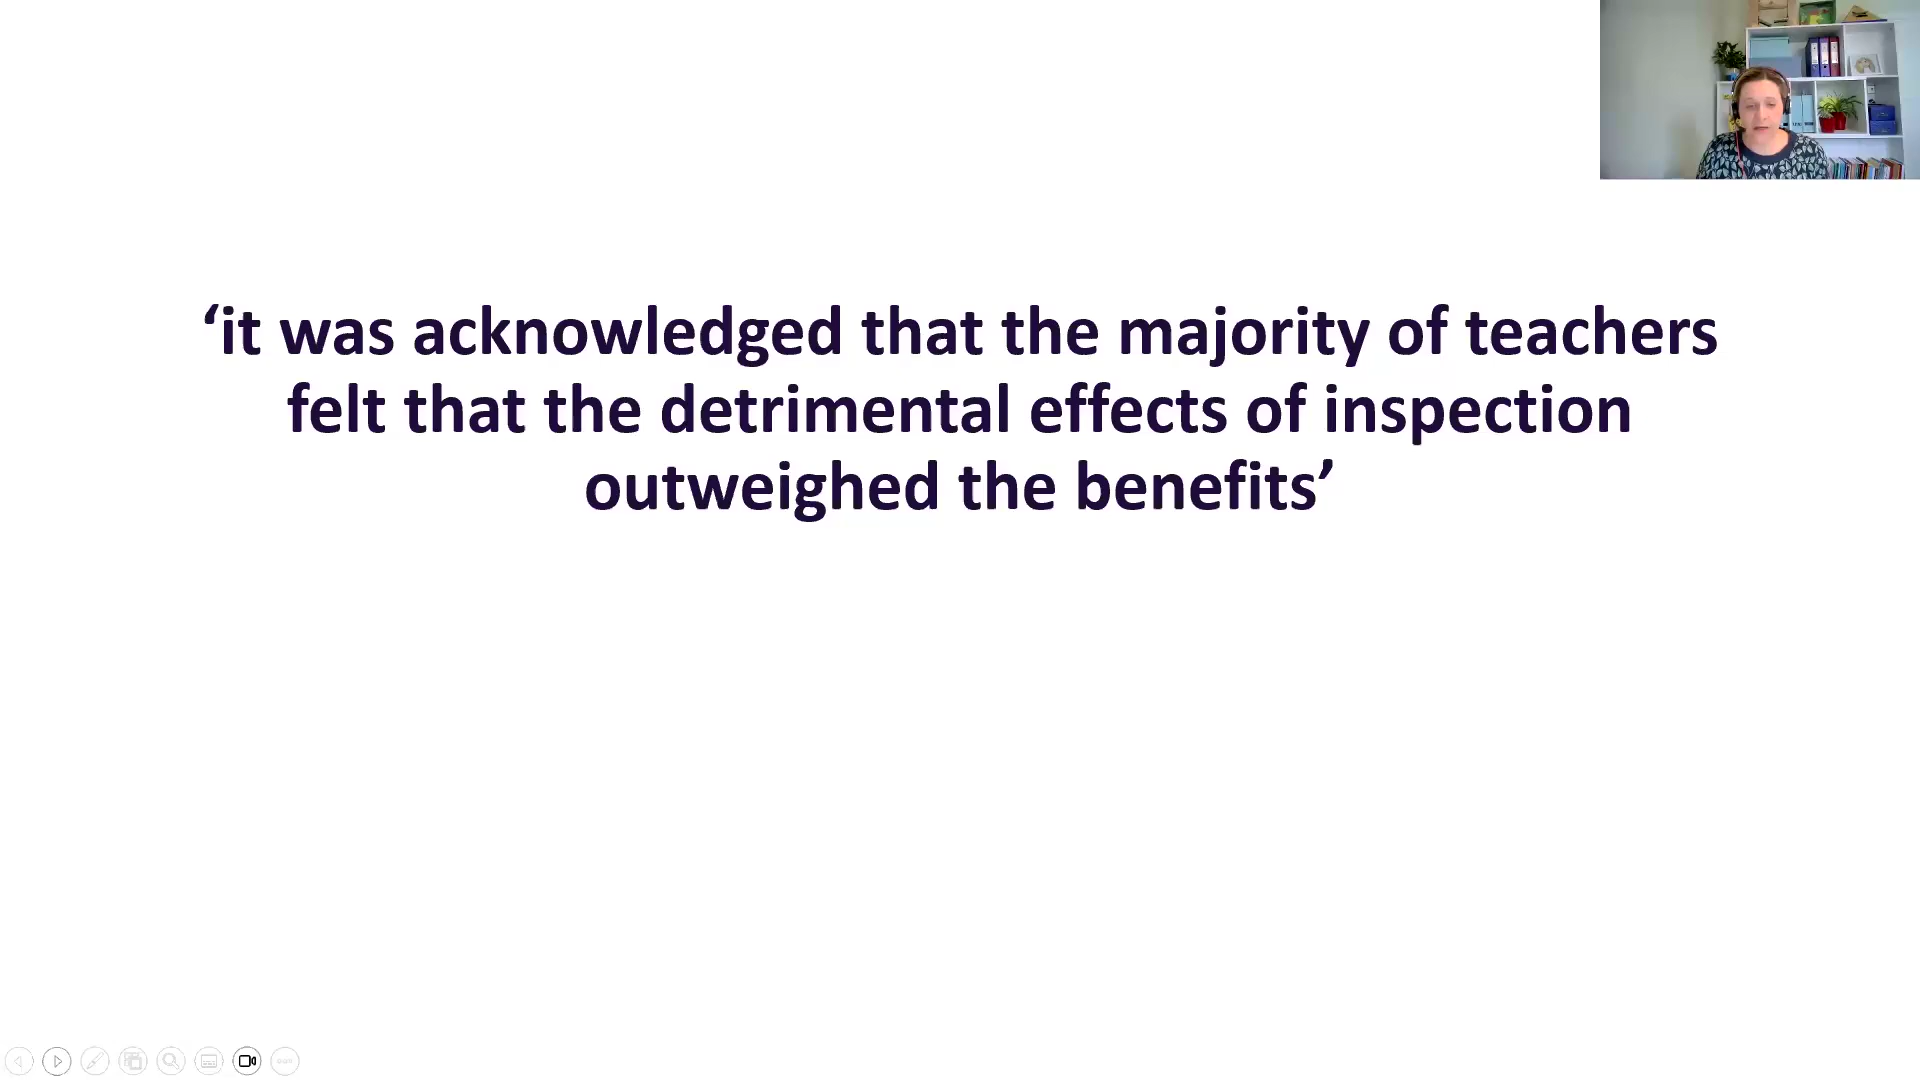 ‘it was acknowledged that the majority of teachers
felt that the detrimental effects of inspection
outweighed the benefits’